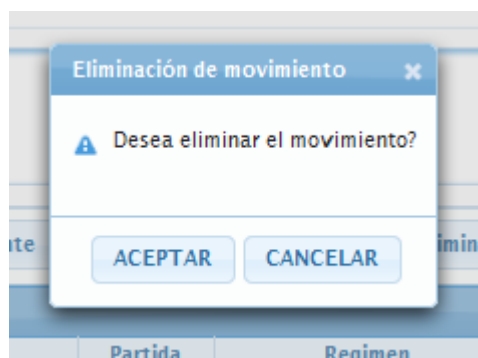 Eliminación de movimiento
Desea eliminar el movimiento?
ACEPTAR CANCELAR
Partida Regimen